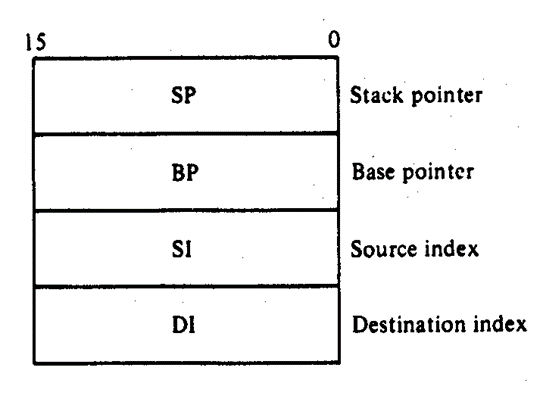 15 0
SP Stack pointer
BP Base pointer
SI Source index
DI Destination index